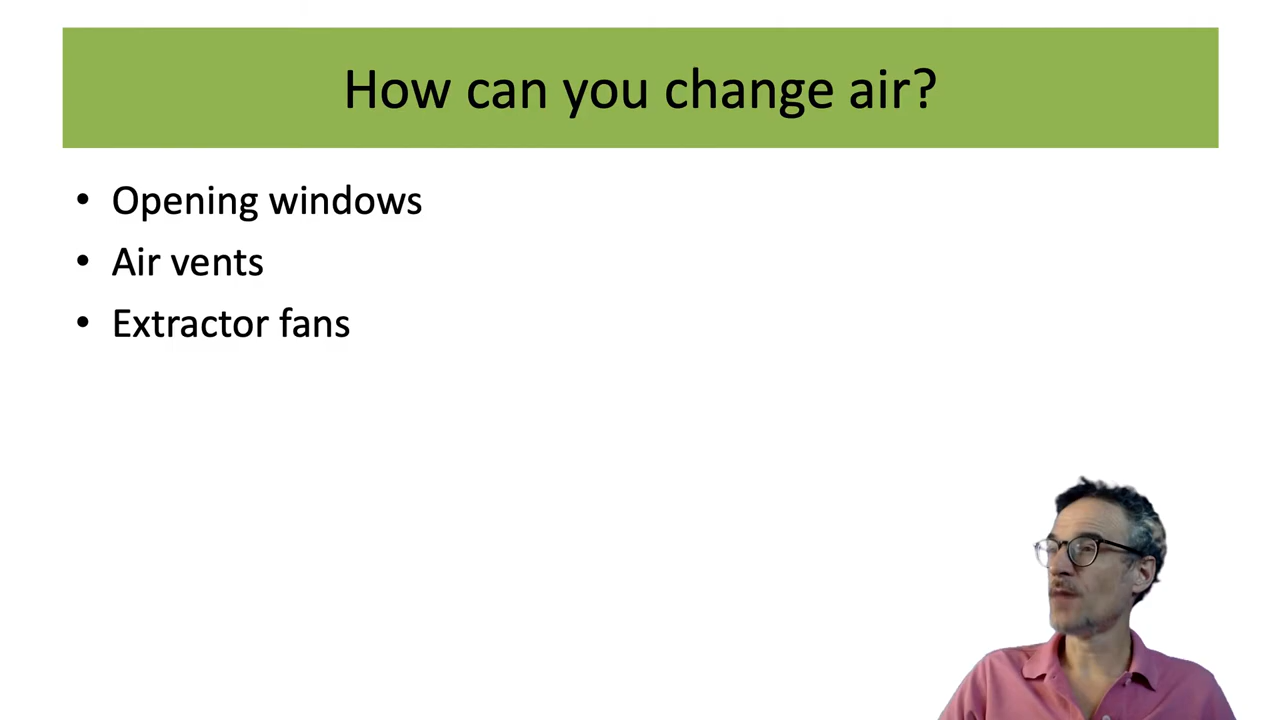 How can you change air?
• Opening windows
• Air vents
• Extractor fans